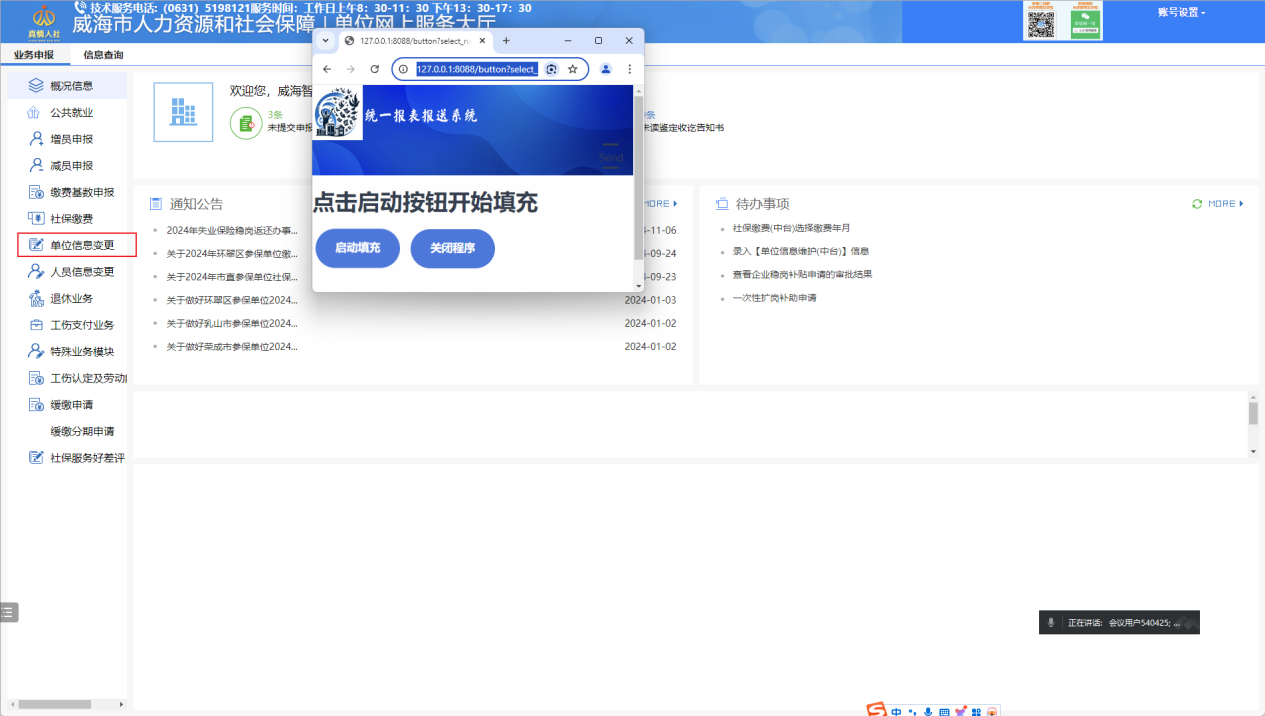 技术服务电话：（0631）5198121服务时间：工作日上午8：30-11：30下午13：30-17：30
真情人社
威海市人力资源和社会保障 | 单位网上服务大厅
账号设置
业务申报
信息查询
概况信息
公共就业
增员申报
减员申报
缴费基数申报
社保缴费
单位信息变更
人员信息变更
退休业务
工伤支付业务
特殊业务模块
工伤认定及劳动
缓缴申请
缓缴分期申请
社保服务好差评
127.0.0.1:8088/button?select_n
127.0.0.1:8088/button?select_
统一报表报送系统
Send
点击启动按钮开始填充
启动填充
关闭程序
欢迎您，威海智
3条
未提交申报
条
未读鉴定收讫告知书
通知公告
MORE
2024年失业保险稳岗返还办事...
-11-06
关于2024年环翠区参保单位缴...
-09-24
关于2024年市直参保单位社保...
-09-23
关于做好环翠区参保单位2024...
2024-01-03
关于做好乳山市参保单位2024...
2024-01-02
关于做好荣成市参保单位2024...
2024-01-02
待办事项
MORE
社保缴费(中台)选择缴费年月
录入【单位信息维护(中台)】信息
查看企业稳岗补贴申请的审批结果
一次性扩岗补助申请
正在讲话: 会议用户540425; ...
中